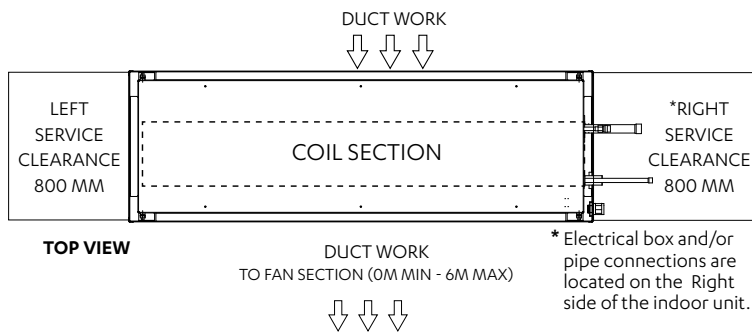 DUCT WORK
LEFT
SERVICE
CLEARANCE
800 MM
COIL SECTION
*RIGHT
SERVICE
CLEARANCE
800 MM
TOP VIEW
DUCT WORK
TO FAN SECTION (0M MIN - 6M MAX)
* Electrical box and/or
pipe connections are
located on the Right
side of the indoor unit.